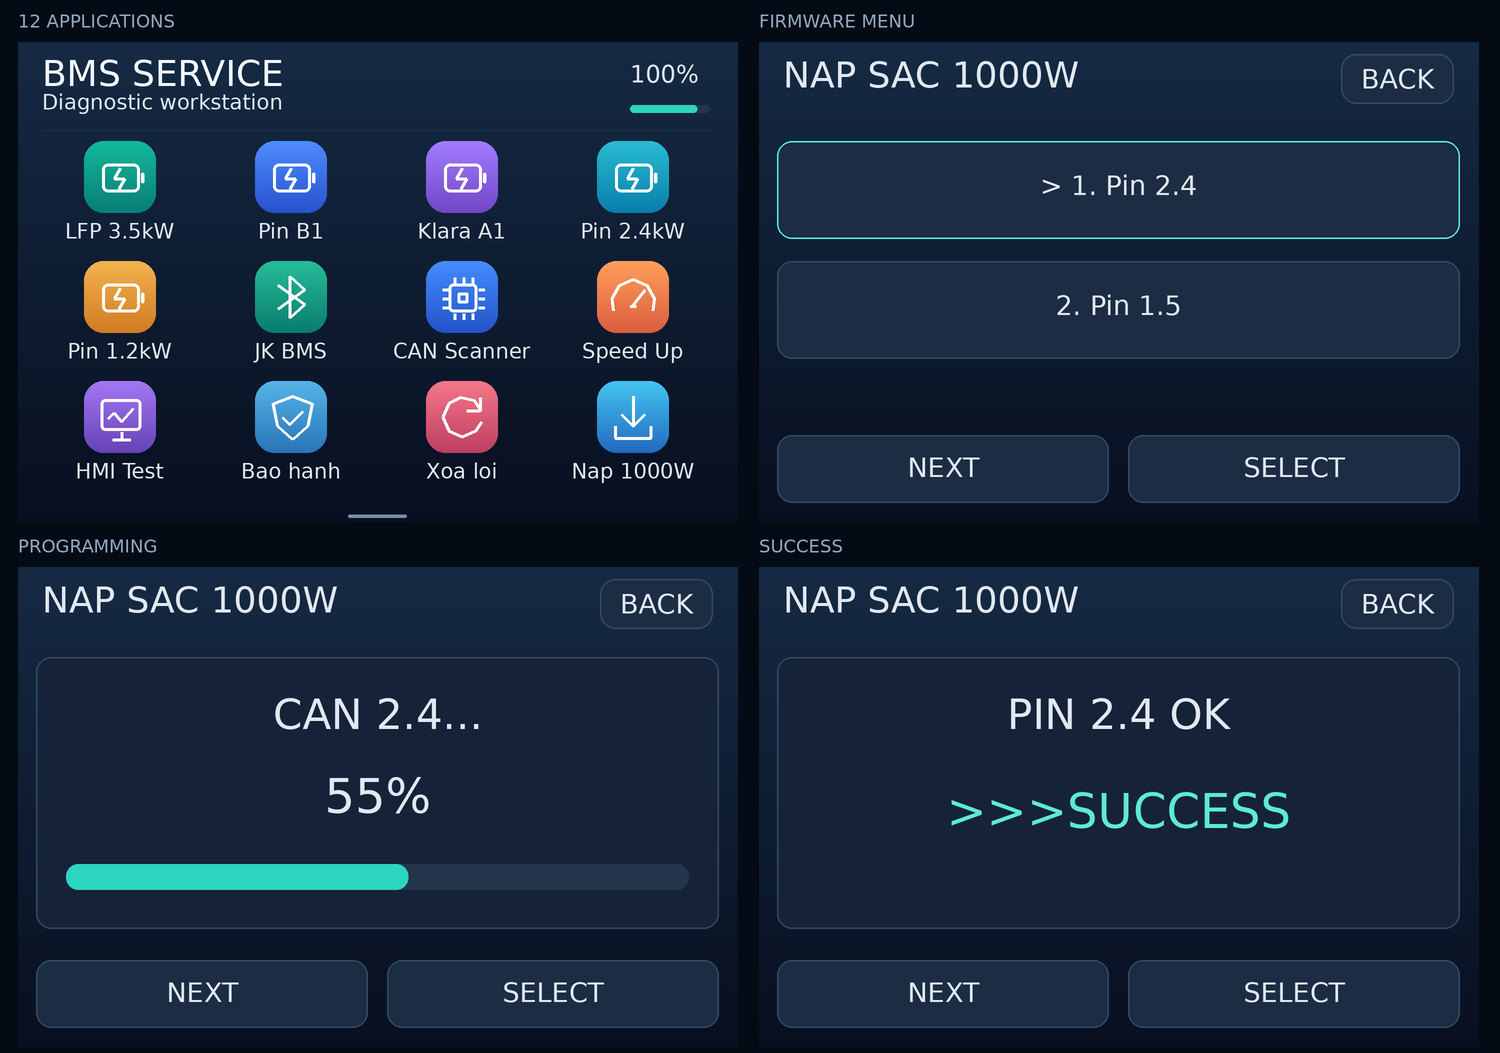 12 APPLICATIONS
BMS SERVICE
Diagnostic workstation
100%
LFP 3.5kW
Pin B1
Klara A1
Pin 2.4kW
Pin 1.2kW
JK BMS
CAN Scanner
Speed Up
HMI Test
Bao hanh
Xoa loi
Nap 1000W
FIRMWARE MENU
NAP SAC 1000W
BACK
> 1. Pin 2.4
2. Pin 1.5
NEXT
SELECT
PROGRAMMING
NAP SAC 1000W
BACK
CAN 2.4...
55%
NEXT
SELECT
SUCCESS
NAP SAC 1000W
BACK
PIN 2.4 OK
>>>SUCCESS
NEXT
SELECT